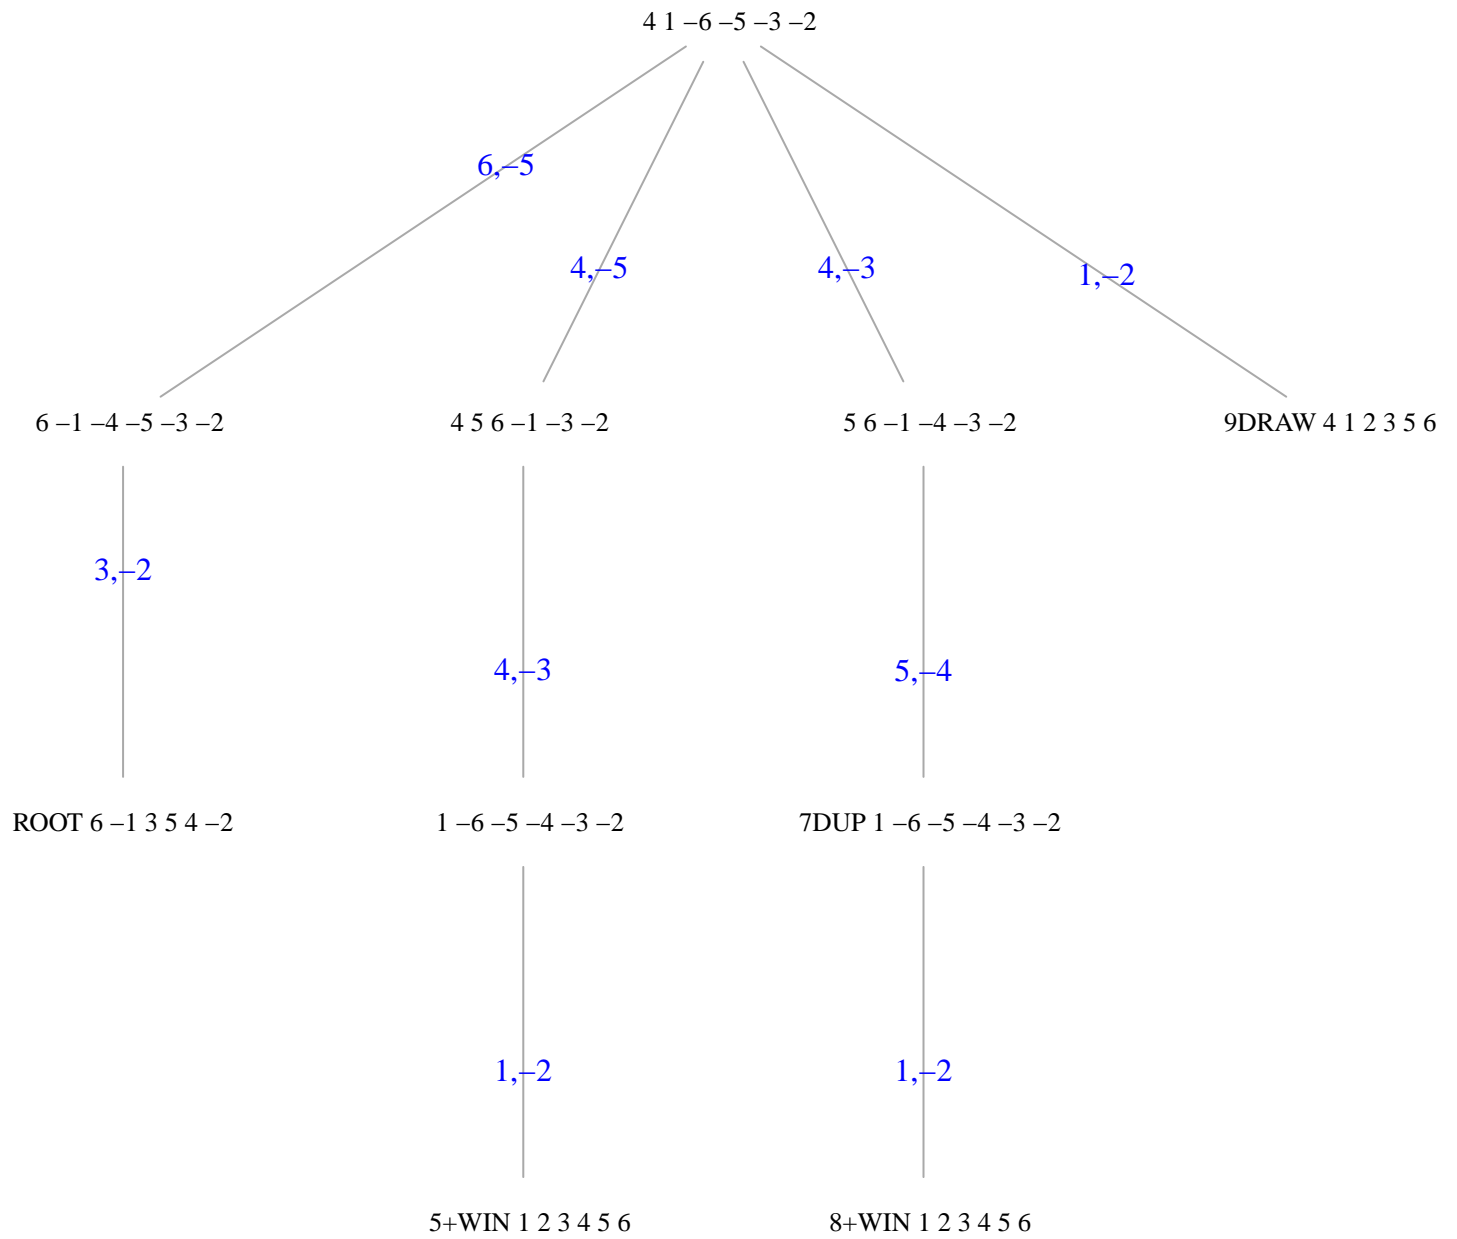 4 1 –6 –5 –3 –2
6,–5
4,–5
4,–3
1,–2
6 –1 –4 –5 –3 –2
4 5 6 –1 –3 –2
5 6 –1 –4 –3 –2
9DRAW 4 1 2 3 5 6
3,–2
4,–3
5,–4
ROOT 6 –1 3 5 4 –2
1 –6 –5 –4 –3 –2
7DUP 1 –6 –5 –4 –3 –2
1,–2
1,–2
5+WIN 1 2 3 4 5 6
8+WIN 1 2 3 4 5 6